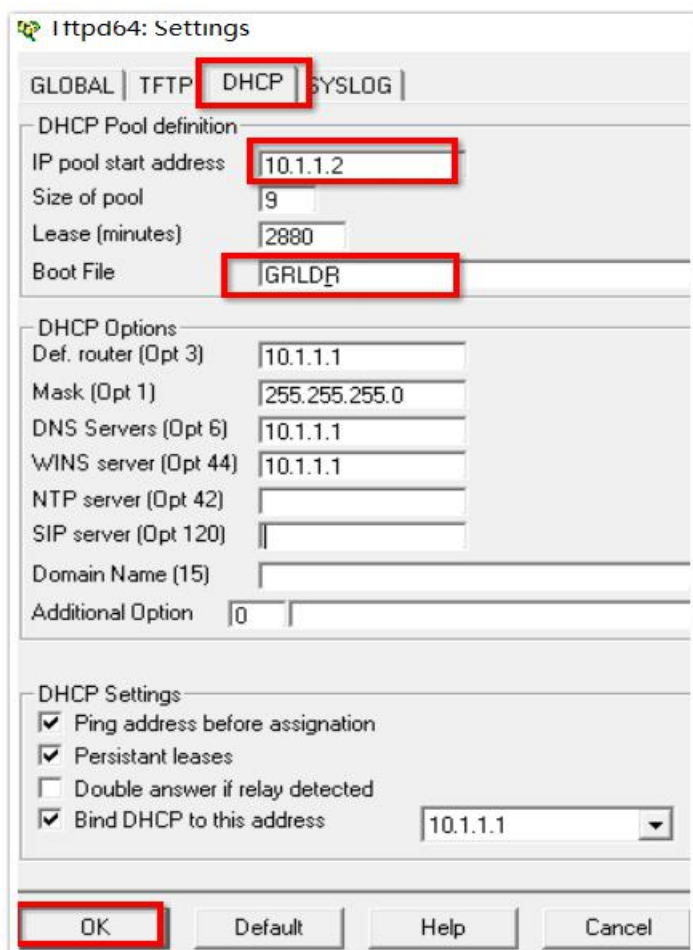 Tftpd64: Settings
GLOBAL TFTP DHCP SYSLOG
DHCP Pool definition
IP pool start address 10.1.1.2
Size of pool 9
Lease (minutes) 2880
Boot File GRLDR
DHCP Options
Def. router (Opt 3) 10.1.1.1
Mask (Opt 1) 255.255.255.0
DNS Servers (Opt 6) 10.1.1.1
WINS server (Opt 44) 10.1.1.1
NTP server (Opt 42)
SIP server (Opt 120)
Domain Name (15)
Additional Option 0
DHCP Settings
Ping address before assignation
Persistant leases
Double answer if relay detected
Bind DHCP to this address 10.1.1.1
OK Default Help Cancel